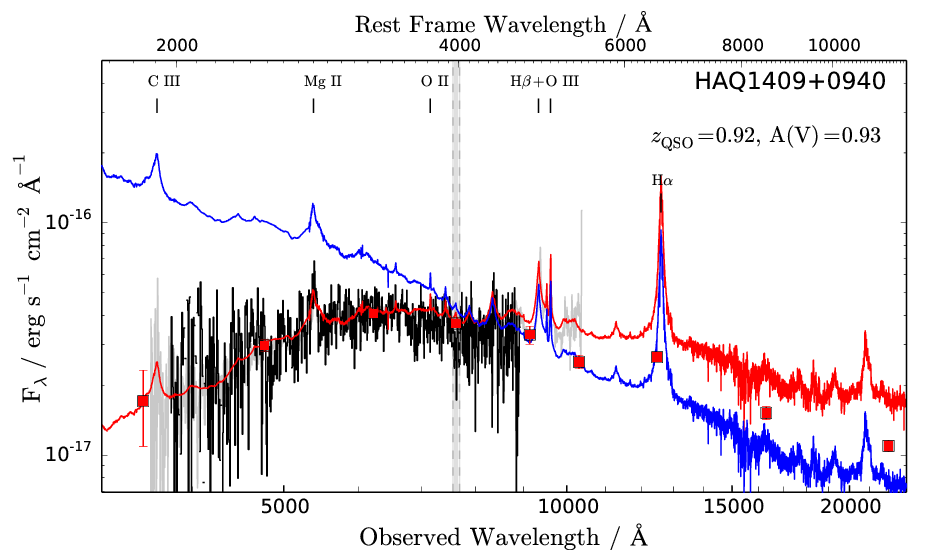 Rest Frame Wavelength / Å
2000 4000 6000 8000 10000
C III Mg II O II Hβ+O III HAQ1409+0940
z_QSO=0.92, A(V)=0.93
Hα
F_λ / erg s⁻¹ cm⁻² Å⁻¹
10⁻¹⁶
10⁻¹⁷
5000 10000 15000 20000
Observed Wavelength / Å